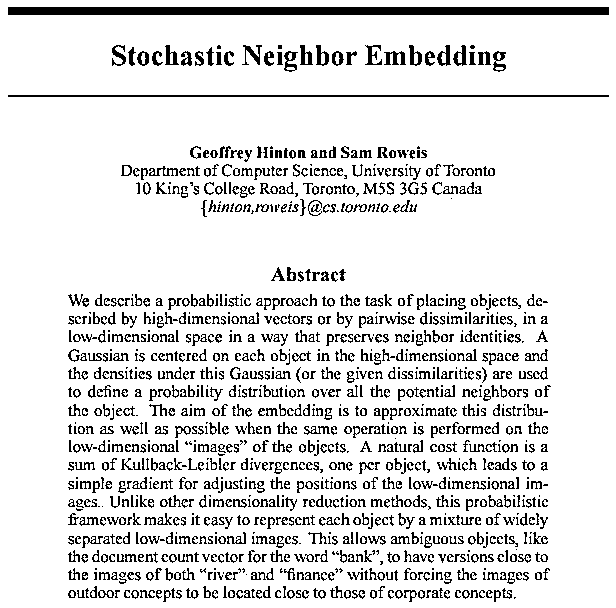 Stochastic Neighbor Embedding
Geoffrey Hinton and Sam Roweis
Department of Computer Science, University of Toronto
10 King's College Road, Toronto, M5S 3G5 Canada
{hinton,roweis}@cs.toronto.edu
Abstract
We describe a probabilistic approach to the task of placing objects, de-
scribed by high-dimensional vectors or by pairwise dissimilarities, in a
low-dimensional space in a way that preserves neighbor identities. A
Gaussian is centered on each object in the high-dimensional space and
the densities under this Gaussian (or the given dissimilarities) are used
to define a probability distribution over all the potential neighbors of
the object. The aim of the embedding is to approximate this distribu-
tion as well as possible when the same operation is performed on the
low-dimensional "images" of the objects. A natural cost function is a
sum of Kullback-Leibler divergences, one per object, which leads to a
simple gradient for adjusting the positions of the low-dimensional im-
ages. Unlike other dimensionality reduction methods, this probabilistic
framework makes it easy to represent each object by a mixture of widely
separated low-dimensional images. This allows ambiguous objects, like
the document count vector for the word "bank", to have versions close to
the images of both "river" and "finance" without forcing the images of
outdoor concepts to be located close to those of corporate concepts.